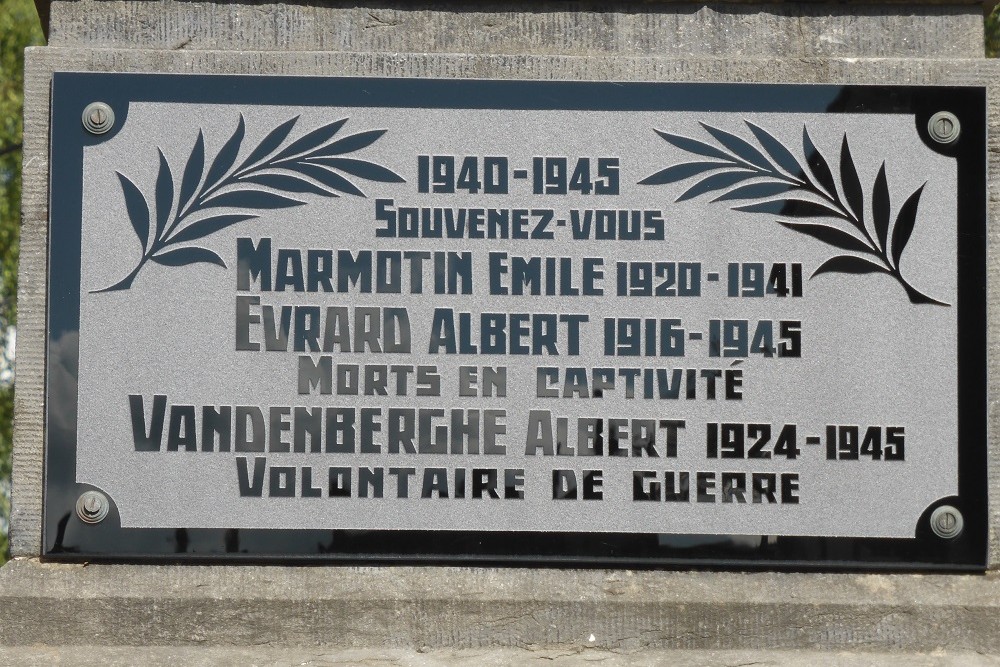 1940-1945
SOUVENEZ-VOUS
MARMOTIN EMILE 1920-1941
EVRARD ALBERT 1916-1945
MORTS EN CAPTIVITÉ
VANDENBERGHE ALBERT 1924-1945
VOLONTAIRE DE GUERRE